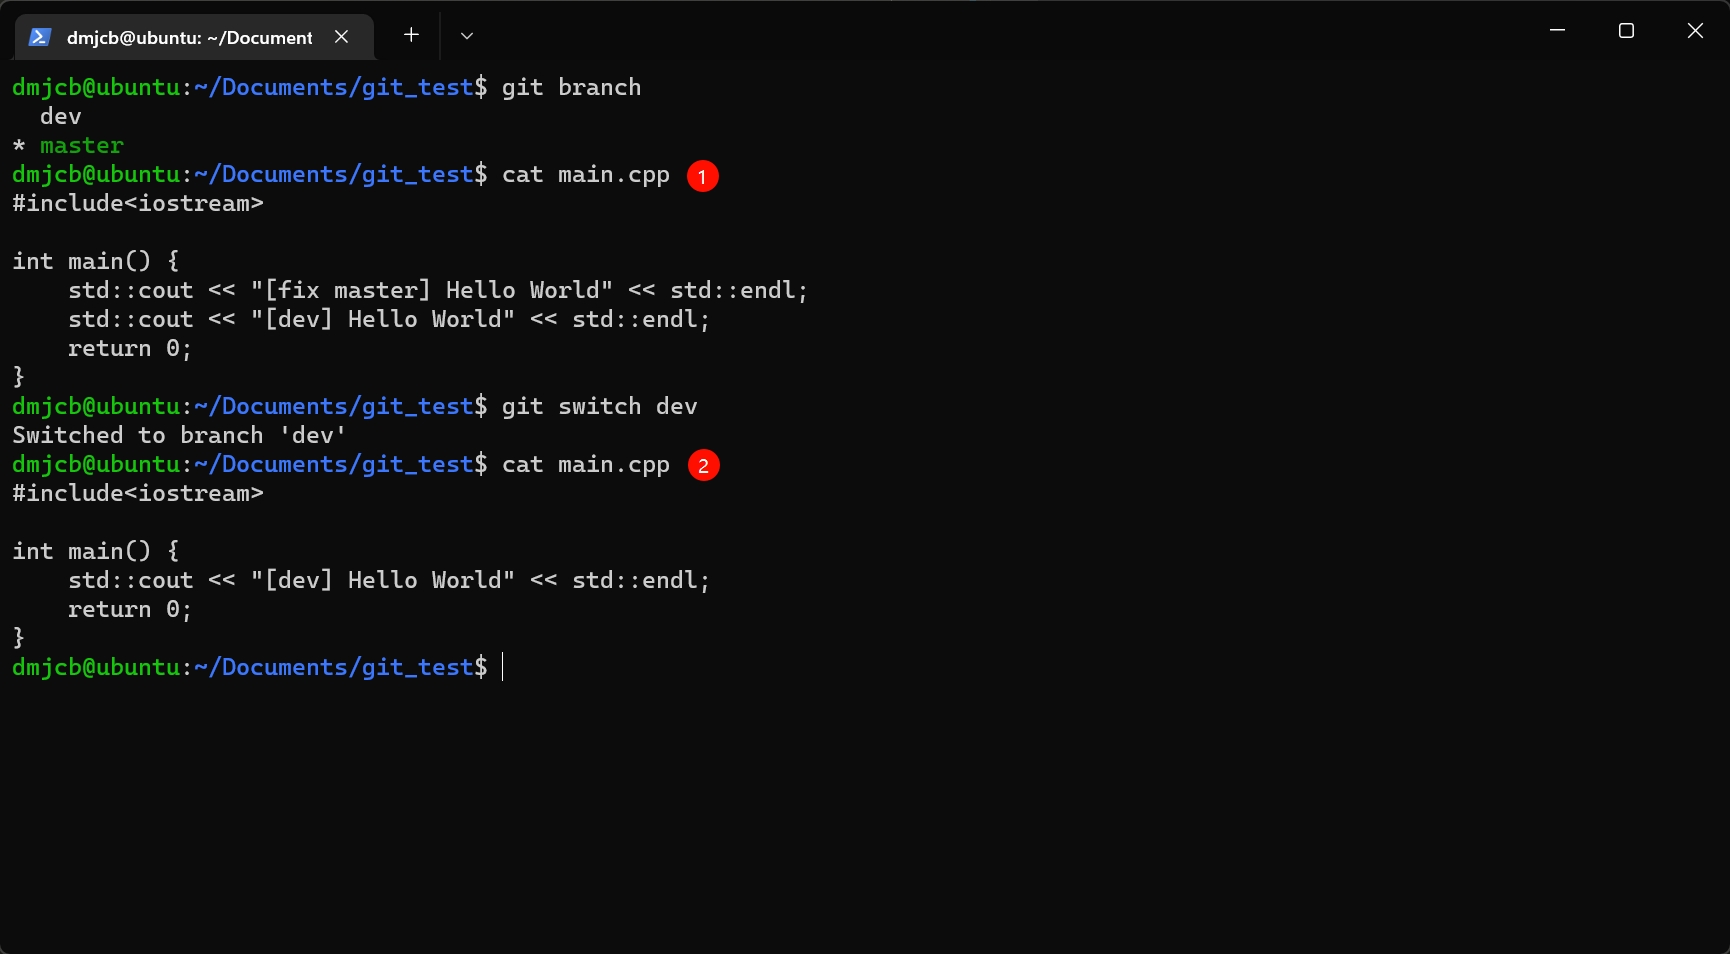 dmjcb@ubuntu: ~/Document
dmjcb@ubuntu:~/Documents/git_test$ git branch
  dev
* master
dmjcb@ubuntu:~/Documents/git_test$ cat main.cpp 1
#include<iostream>

int main() {
    std::cout << "[fix master] Hello World" << std::endl;
    std::cout << "[dev] Hello World" << std::endl;
    return 0;
}
dmjcb@ubuntu:~/Documents/git_test$ git switch dev
Switched to branch 'dev'
dmjcb@ubuntu:~/Documents/git_test$ cat main.cpp 2
#include<iostream>

int main() {
    std::cout << "[dev] Hello World" << std::endl;
    return 0;
}
dmjcb@ubuntu:~/Documents/git_test$